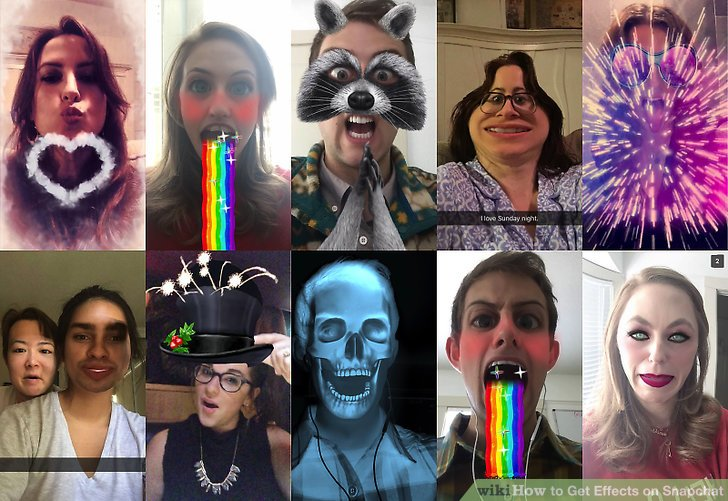 I love Sunday night.
2
wikiHow to Get Effects on Snapchat